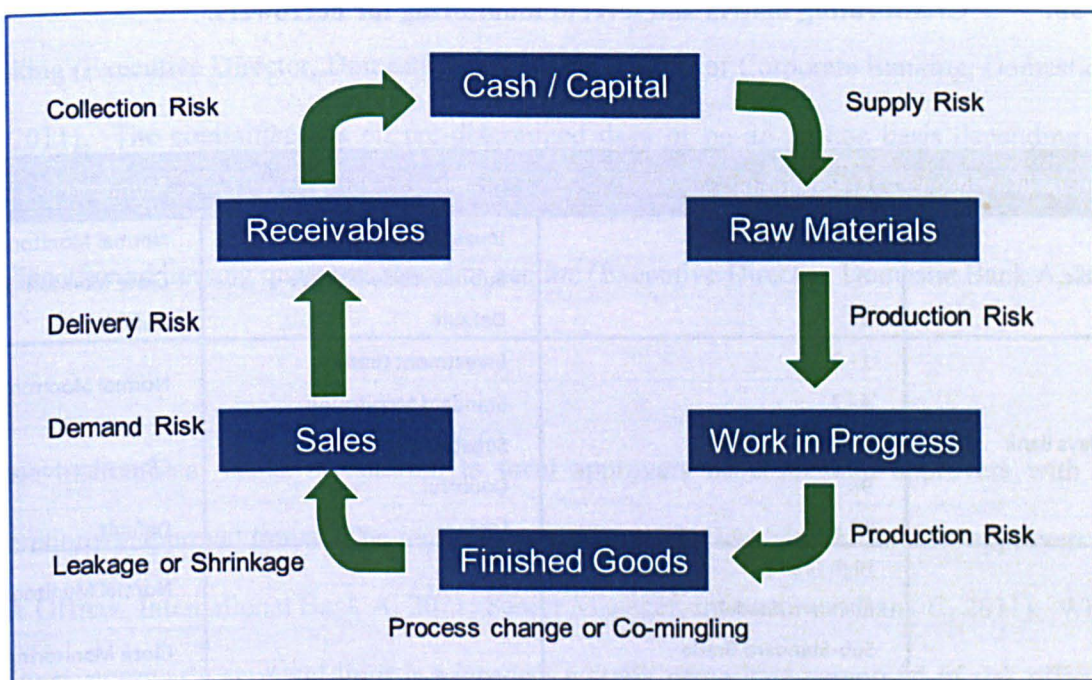 Cash / Capital
Collection Risk
Supply Risk
Receivables
Raw Materials
Delivery Risk
Production Risk
Demand Risk
Sales
Work in Progress
Production Risk
Leakage or Shrinkage
Finished Goods
Process change or Co-mingling